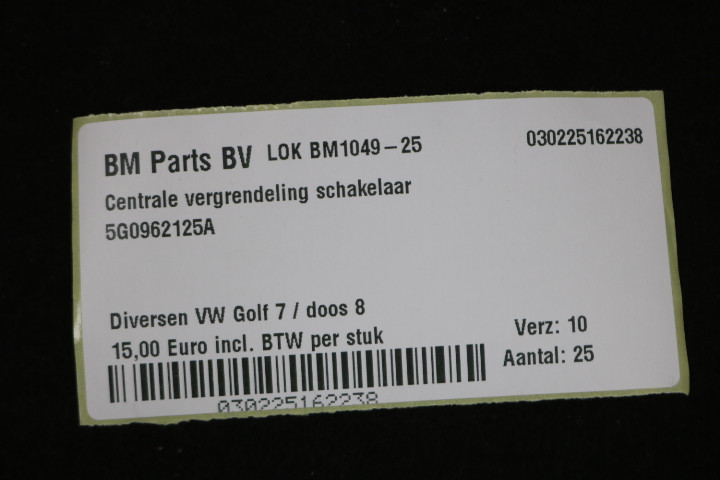 BM Parts BV LOK BM1049-25 030225162238
Centrale vergrendeling schakelaar
5G0962125A
Diversen VW Golf 7 / doos 8
15,00 Euro incl. BTW per stuk
Verz: 10
Aantal: 25
030225162238